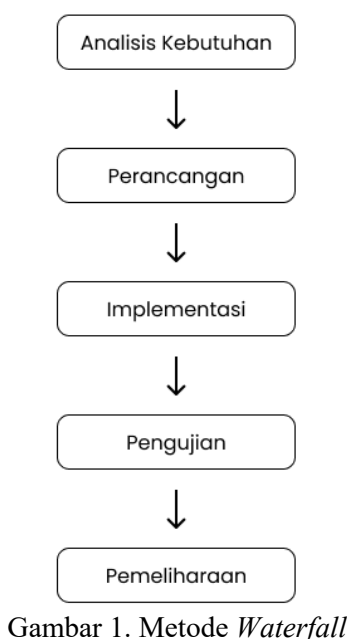 Analisis Kebutuhan
Perancangan
Implementasi
Pengujian
Pemeliharaan
Gambar 1. Metode Waterfall